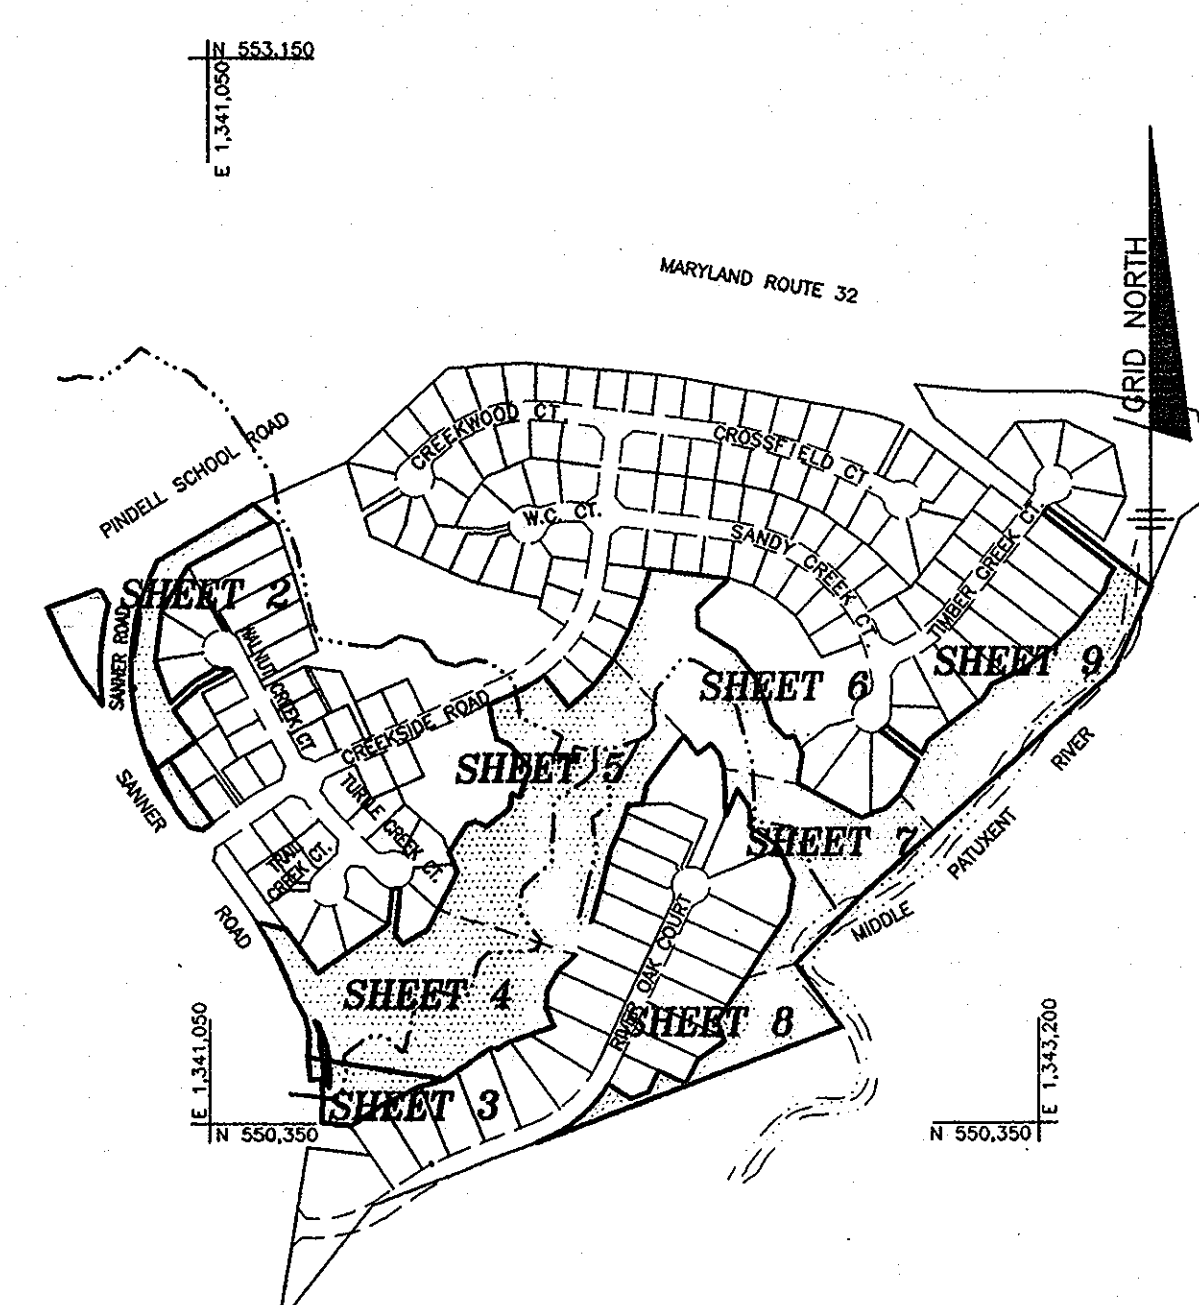 N 553,150
E 1,341,050
MARYLAND ROUTE 32
GRID NORTH
PINDELL SCHOOL ROAD
CREEKWOOD CT.
CROSSFIELD CT.
W.C. CT.
SANDY CREEK CT.
TIMBER CREEK CT.
SHEET 2
SANNER ROAD
WALNUT CREEK CT
CREEKSIDE ROAD
SHEET 6
SHEET 9
SHEET 5
SANNER
ROAD
TURTLE CREEK CT.
TRAIL
CREEK CT.
SHEET 7
MIDDLE
PATUXENT
RIVER
RIVER OAK COURT
SHEET 4
SHEET 8
SHEET 3
E 1,341,050
N 550,350
E 1,343,200
N 550,350